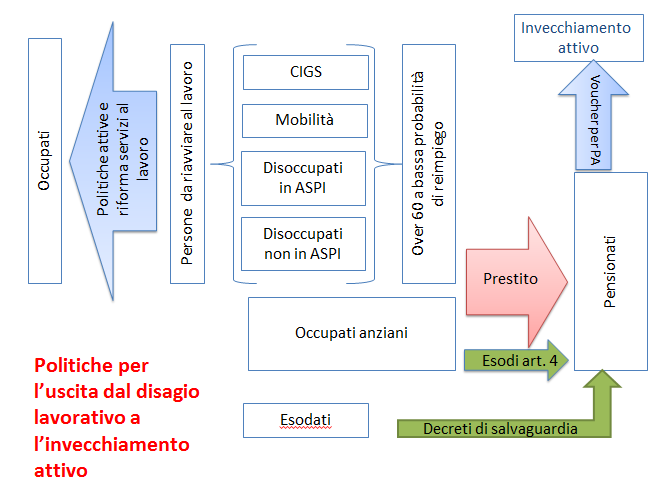 Occupati
Politiche attive e
riforma servizi al
lavoro
Persone da riavviare al lavoro
CIGS
Mobilità
Disoccupati
in ASPI
Disoccupati
non in ASPI
Over 60 a bassa probabilità
di reimpiego
Invecchiamento
attivo
Voucher per PA
Pensionati
Prestito
Occupati anziani
Esodi art. 4
Esodati
Decreti di salvaguardia
Politiche per
l’uscita dal disagio
lavorativo a
l’invecchiamento
attivo